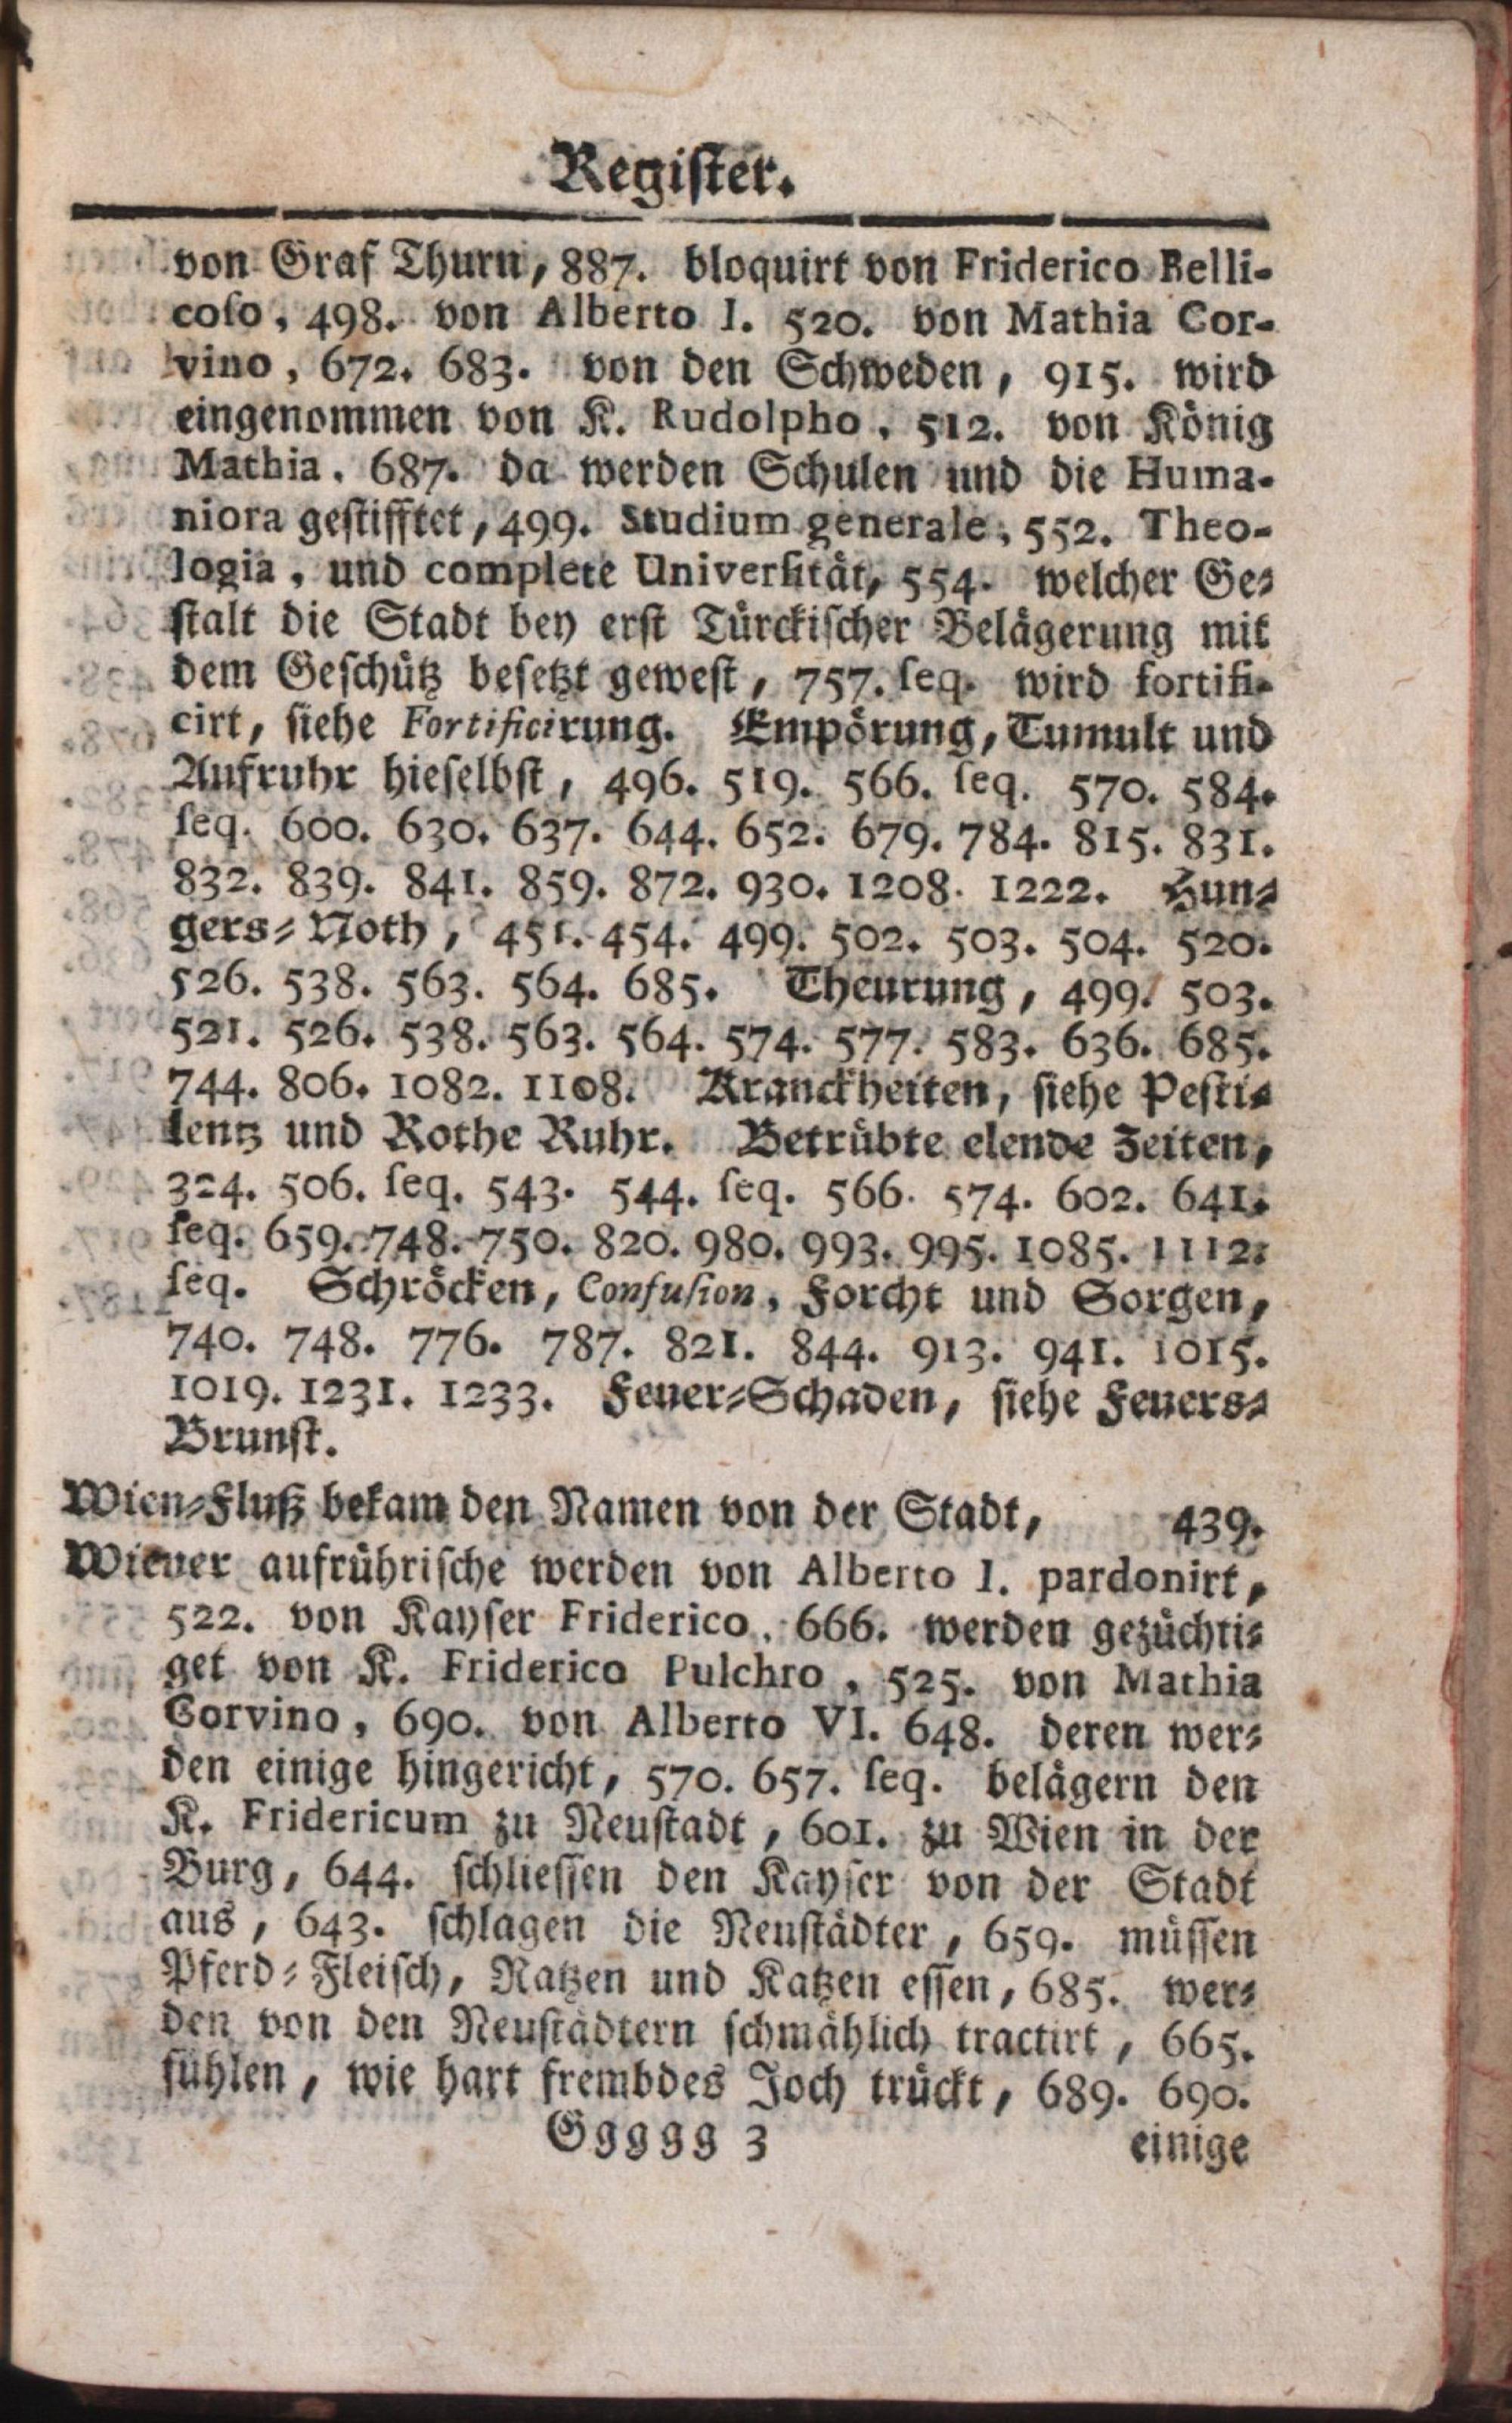 Register.
von Graf Thurn, 887. bloquirt von Friderico Belli-
coſo, 498. von Alberto I. 520. von Mathia Cor-
vino, 672. 683. von den Schweden, 915. wird
eingenommen von K. Rudolpho, 512. von König
Mathia, 687. da werden Schulen und die Huma-
niora geſtifftet, 499. Studium generale, 552. Theo-
logia, und complete Univerſität, 554. welcher Ge-
ſtalt die Stadt bey erſt Türckiſcher Belägerung mit
dem Geſchütz beſetzt geweſt, 757. ſeq. wird fortifi-
cirt, ſiehe Fortificirung. Empörung, Tumult und
Aufruhr hieſelbſt, 496. 519. 566. ſeq. 570. 584.
ſeq. 600. 630. 637. 644. 652. 679. 784. 815. 831.
832. 839. 841. 859. 872. 930. 1208. 1222. Hun-
gers-Noth, 451. 454. 499. 502. 503. 504. 520.
526. 538. 563. 564. 685. Theurung, 499. 503.
521. 526. 538. 563. 564. 574. 577. 583. 636. 685.
744. 806. 1082. 1108. Kranckheiten, ſiehe Peſti-
lentz und Rothe Ruhr. Betrübte elende Zeiten,
324. 506. ſeq. 543. 544. ſeq. 566. 574. 602. 641.
ſeq. 659. 748. 750. 820. 980. 993. 995. 1085. 1112.
ſeq. Schröcken, Confuſion, Forcht und Sorgen,
740. 748. 776. 787. 821. 844. 913. 941. 1015.
1019. 1231. 1233. Feuer-Schaden, ſiehe Feuers-
Brunſt.
Wien-Fluß bekam den Namen von der Stadt, 439.
Wiener aufrühriſche werden von Alberto I. pardonirt,
522. von Kayſer Friderico, 666. werden gezüchti-
get von K. Friderico Pulchro, 525. von Mathia
Corvino, 690. von Alberto VI. 648. deren wer-
den einige hingericht, 570. 657. ſeq. belägern den
K. Fridericum zu Neuſtadt, 601. zu Wien in der
Burg, 644. ſchlieſſen den Kayſer von der Stadt
aus, 643. ſchlagen die Neuſtädter, 659. müſſen
Pferd-Fleiſch, Ratzen und Katzen eſſen, 685. wer-
den von den Neuſtädtern ſchmählich tractirt, 665.
fühlen, wie hart frembdes Joch trückt, 689. 690.
Ggggg 3 einige